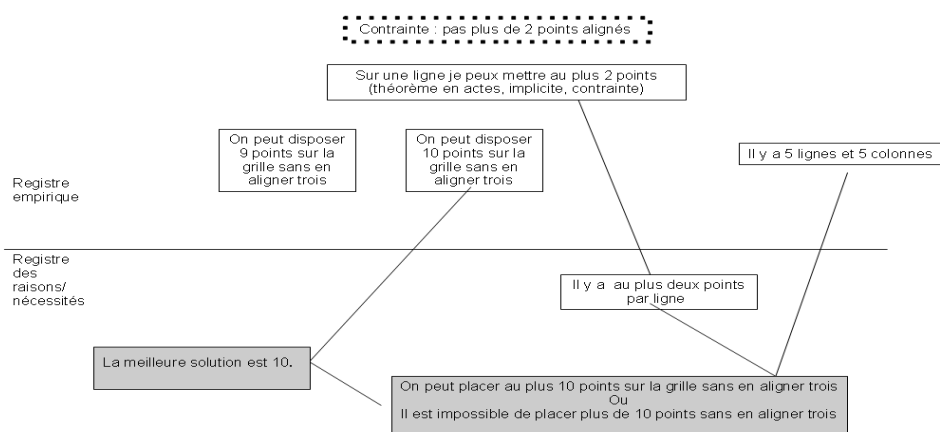 Contrainte : pas plus de 2 points alignés
Sur une ligne je peux mettre au plus 2 points
(théorème en actes, implicite, contrainte)
On peut disposer
9 points sur la
grille sans en
aligner trois
On peut disposer
10 points sur la
grille sans en
aligner trois
Il y a 5 lignes et 5 colonnes
Registre
empirique
Registre
des
raisons/
nécessités
Il y a au plus deux points
par ligne
La meilleure solution est 10.
On peut placer au plus 10 points sur la grille sans en aligner trois
Ou
Il est impossible de placer plus de 10 points sans en aligner trois